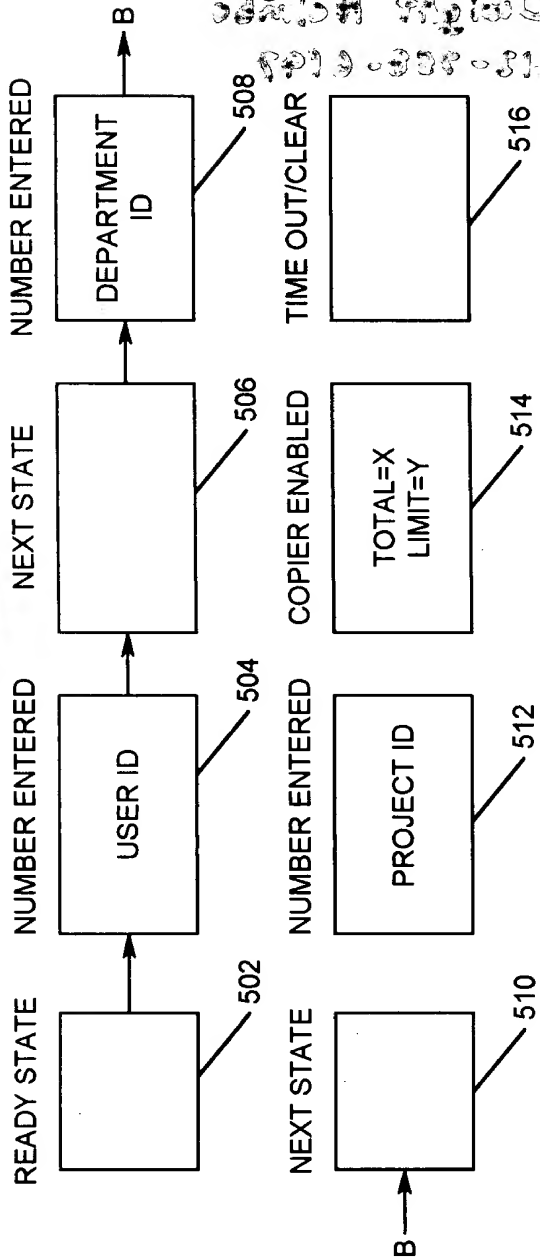 READY STATE
502
NUMBER ENTERED
USER ID
504
NEXT STATE
506
NUMBER ENTERED
DEPARTMENT
ID
508
B
B
NEXT STATE
510
NUMBER ENTERED
PROJECT ID
512
COPIER ENABLED
TOTAL=X
LIMIT=Y
514
TIME OUT/CLEAR
516